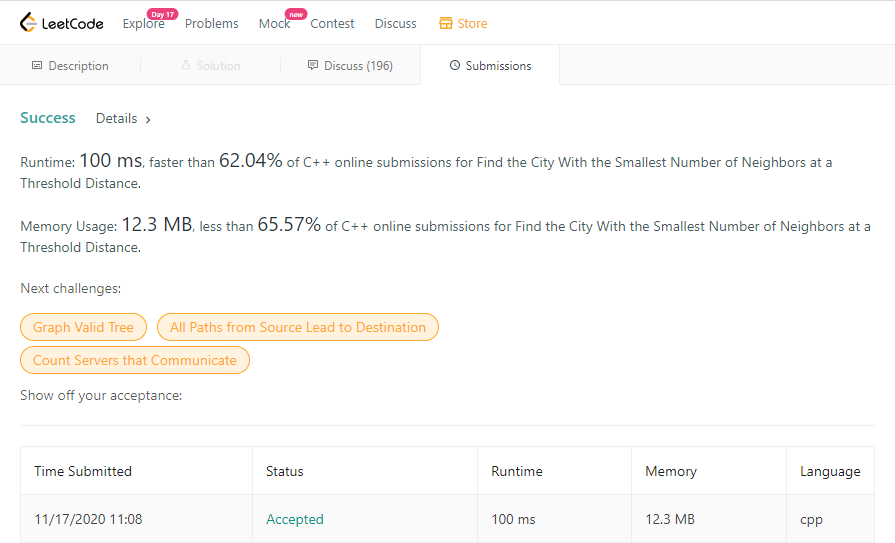 LeetCode Explore Day 17 Problems Mock new Contest Discuss Store
Description Solution Discuss (196) Submissions
Success Details >
Runtime: 100 ms, faster than 62.04% of C++ online submissions for Find the City With the Smallest Number of Neighbors at a
Threshold Distance.
Memory Usage: 12.3 MB, less than 65.57% of C++ online submissions for Find the City With the Smallest Number of Neighbors at a
Threshold Distance.
Next challenges:
Graph Valid Tree All Paths from Source Lead to Destination
Count Servers that Communicate
Show off your acceptance:
Time Submitted Status Runtime Memory Language
11/17/2020 11:08 Accepted 100 ms 12.3 MB cpp